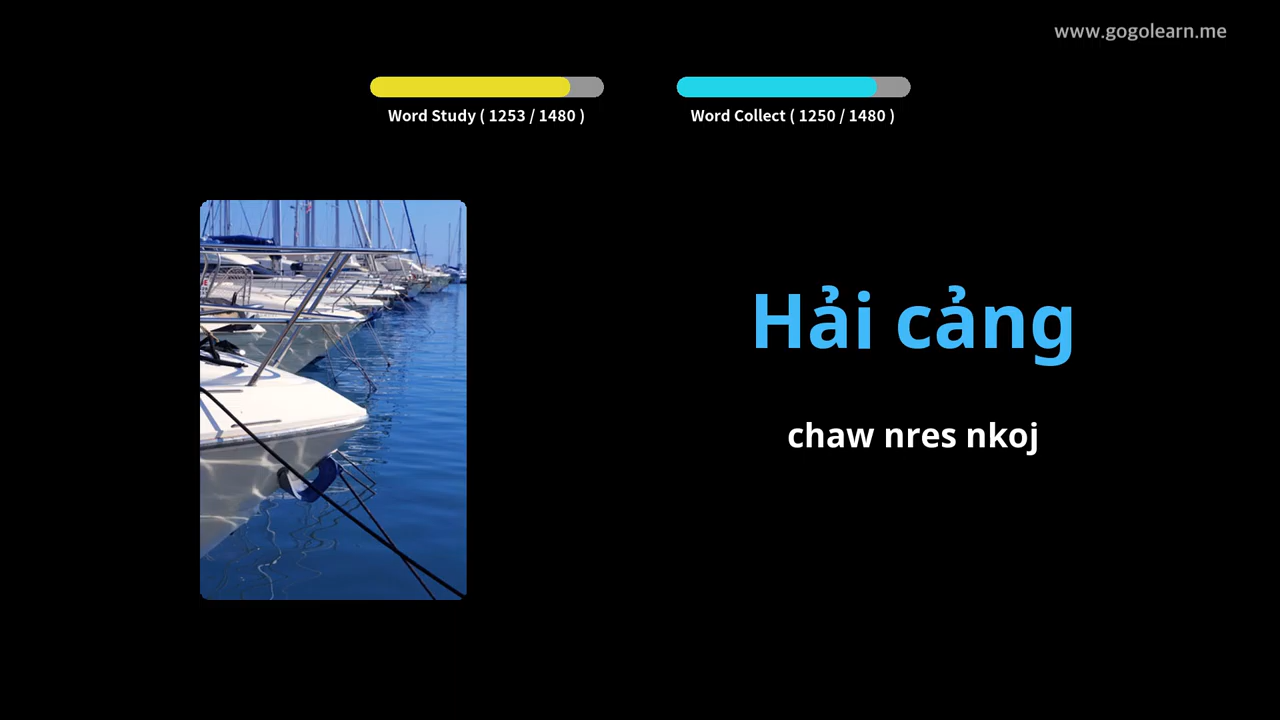 www.gogolearn.me
Word Study ( 1253 / 1480 )
Word Collect ( 1250 / 1480 )
Hải cảng
chaw nres nkoj